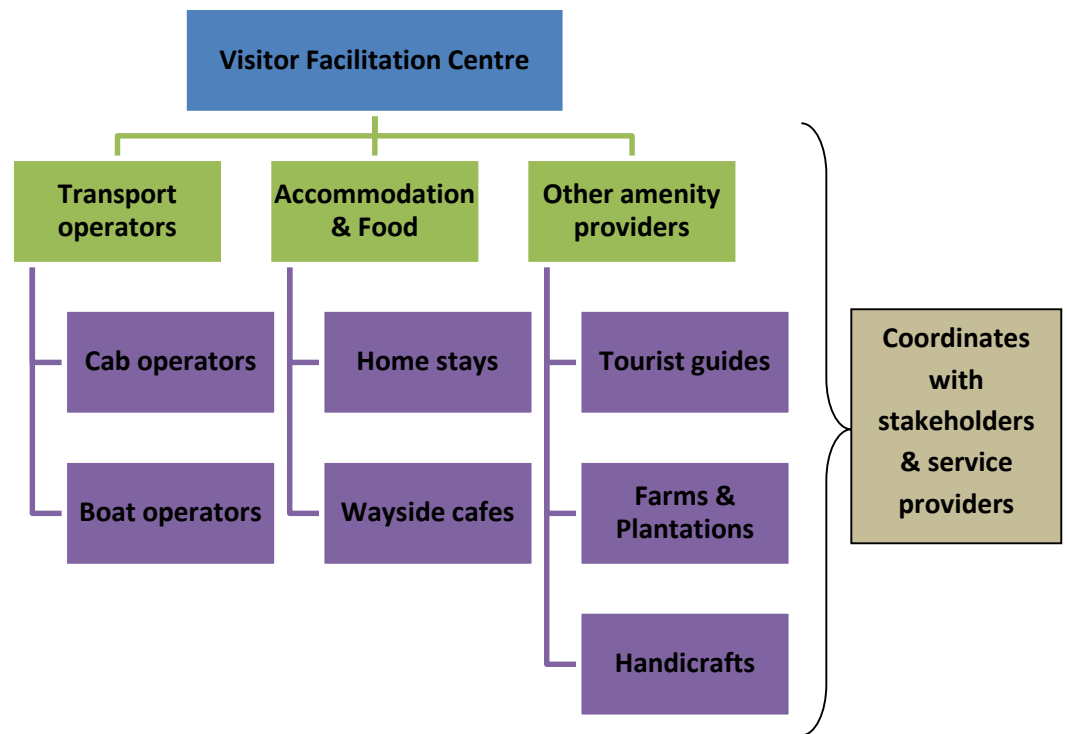 Visitor Facilitation Centre
Transport
operators
Accommodation
& Food
Other amenity
providers
Cab operators
Home stays
Tourist guides
Boat operators
Wayside cafes
Farms &
Plantations
Handicrafts
Coordinates
with
stakeholders
& service
providers